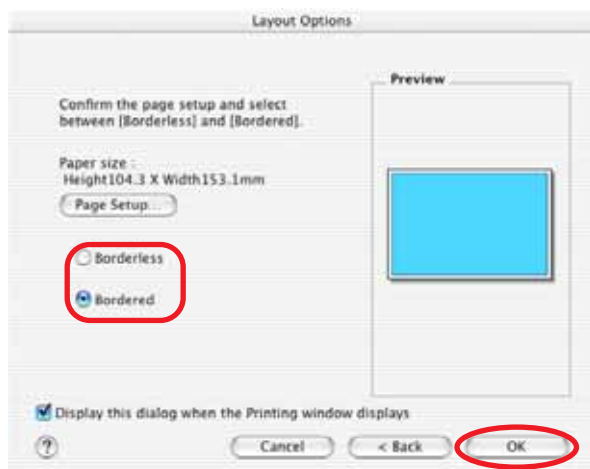 Layout Options
Preview
Confirm the page setup and select
between [Borderless] and [Bordered].
Paper size :
Height104.3 X Width153.1mm
Page Setup...
Borderless
Bordered
Display this dialog when the Printing window displays
? Cancel < Back OK